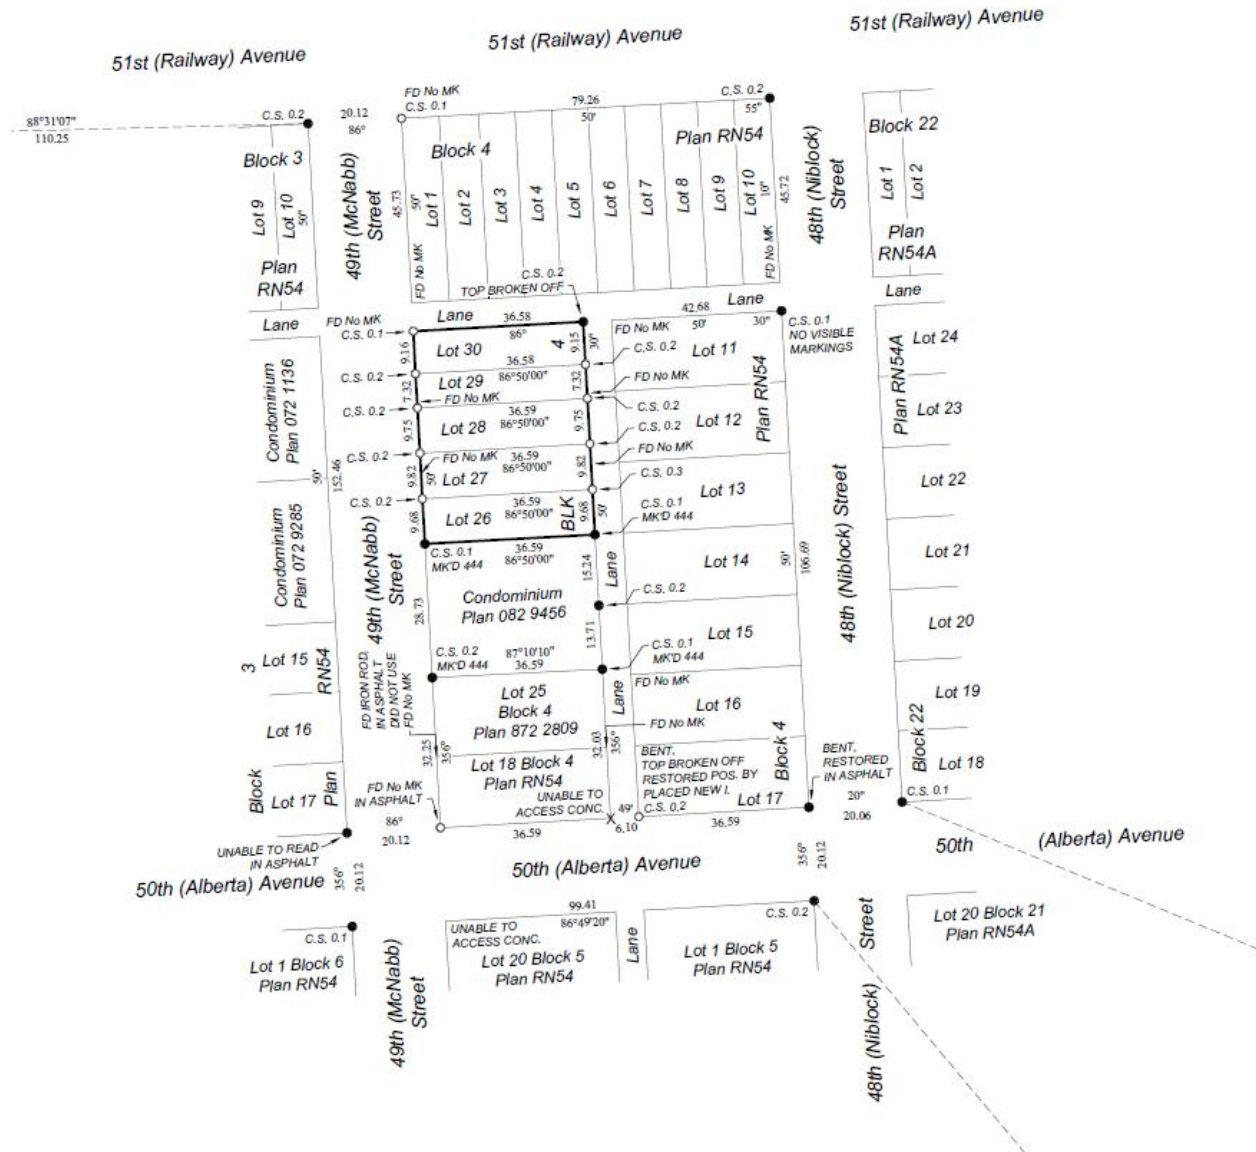 51st (Railway) Avenue
51st (Railway) Avenue
51st (Railway) Avenue
88°31'07"
110.25
C.S. 0.2
20.12
86°
FD No MK
C.S. 0.1
79.26
50'
C.S. 0.2
55"
Block 3
Lot 9
Lot 10
50"
Plan
RN54
49th (McNabb)
Street
45.73
50"
FD No MK
Block 4
Plan RN54
Lot 1
Lot 2
Lot 3
Lot 4
Lot 5
Lot 6
Lot 7
Lot 8
Lot 9
Lot 10
10"
FD No MK
45.72
48th (Niblock)
Street
Block 22
Lot 1
Lot 2
Plan
RN54A
Lane
Lane
Lane
Lane
C.S. 0.2
TOP BROKEN OFF
FD No MK
C.S. 0.1
36.58
86°
4
9.15
30"
9.16
Lot 30
36.58
86°50'00"
C.S. 0.2
7.32
Lot 29
7.32
C.S. 0.2
FD No MK
FD No MK
C.S. 0.2
36.59
86°50'00"
9.75
Lot 28
9.75
C.S. 0.2
C.S. 0.2
C.S. 0.2
FD No MK
36.59
86°50'00"
FD No MK
9.82
50'
Lot 27
9.82
C.S. 0.2
C.S. 0.3
36.59
86°50'00"
9.68
Lot 26
BLK
9.68
50'
C.S. 0.1
MK'D 444
C.S. 0.1
MK'D 444
36.59
86°50'00"
42.68
50'
30"
FD No MK
C.S. 0.1
NO VISIBLE
MARKINGS
Lot 11
Lot 12
Plan RN54
Lot 13
Lot 14
Lot 15
Lot 16
Lot 17
Block 4
50'
106.69
Plan RN54A
Lot 24
Lot 23
Lot 22
Lot 21
Lot 20
Lot 19
Lot 18
Block 22
48th (Niblock) Street
Condominium
Plan 072 1136
50'
152.46
Condominium
Plan 072 9285
49th (McNabb)
Street
3
Lot 15
RN54
Lot 16
Block
Lot 17
Plan
28.73
Condominium
Plan 082 9456
15.24
Lane
C.S. 0.2
13.71
C.S. 0.1
MK'D 444
C.S. 0.2
MK'D 444
87°10'10"
36.59
FD IRON ROD,
IN ASPHALT
DID NOT USE
FD No MK
Lot 25
Block 4
Plan 872 2809
Lane
FD No MK
FD No MK
32.25
356°
Lot 18 Block 4
Plan RN54
32.03
356°
BENT,
TOP BROKEN OFF
RESTORED POS. BY
PLACED NEW I.
C.S. 0.2
BENT,
RESTORED
IN ASPHALT
FD No MK
IN ASPHALT
UNABLE TO
ACCESS CONC.
86°
20.12
36.59
49'
6.10
36.59
20"
20.06
C.S. 0.1
UNABLE TO READ
IN ASPHALT
50th (Alberta) Avenue
356°
20.12
50th (Alberta) Avenue
356°
20.12
50th
(Alberta) Avenue
C.S. 0.1
Lot 1 Block 6
Plan RN54
49th (McNabb)
Street
99.41
86°49'20"
UNABLE TO
ACCESS CONC.
Lot 20 Block 5
Plan RN54
Lane
C.S. 0.2
Lot 1 Block 5
Plan RN54
Street
48th (Niblock)
Lot 20 Block 21
Plan RN54A